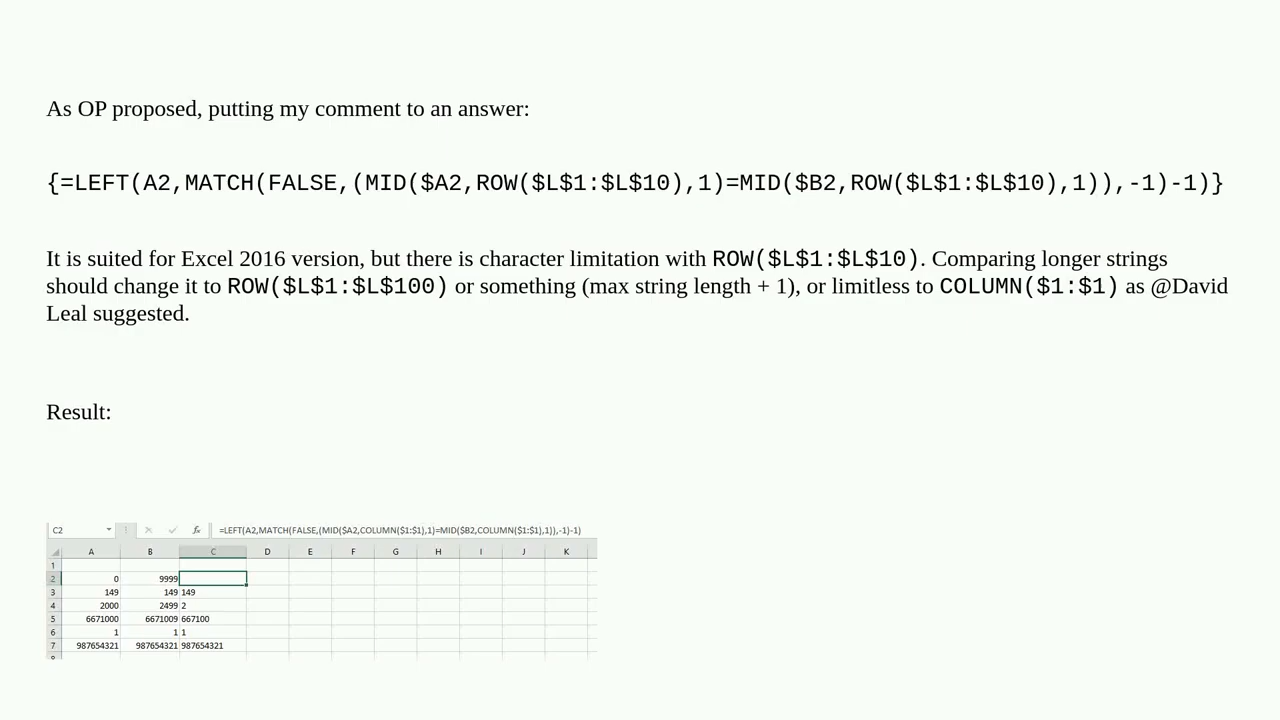 As OP proposed, putting my comment to an answer:
{=LEFT(A2,MATCH(FALSE,(MID($A2,ROW($L$1:$L$10),1)=MID($B2,ROW($L$1:$L$10),1)),-1)-1)}
It is suited for Excel 2016 version, but there is character limitation with ROW($L$1:$L$10). Comparing longer strings
should change it to ROW($L$1:$L$100) or something (max string length + 1), or limitless to COLUMN($1:$1) as @David
Leal suggested.
Result:
C2 fx =LEFT(A2,MATCH(FALSE,(MID($A2,COLUMN($1:$1),1)=MID($B2,COLUMN($1:$1),1)),-1)-1)
A B C D E F G H I J K
1
2 0 9999
3 149 149 149
4 2000 2499 2
5 6671000 6671009 667100
6 1 1 1
7 987654321 987654321 987654321